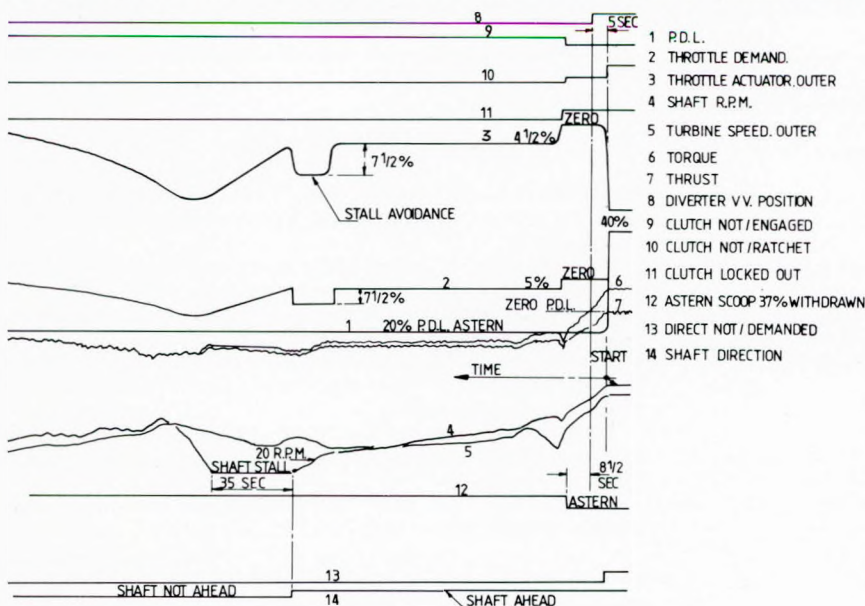 8
5 SEC
9
10
11
ZERO
3
4 1/2%
7 1/2%
STALL AVOIDANCE
40%
2
5%
ZERO
6
7 1/2%
ZERO P.D.L.
7
1
20% P.D.L. ASTERN
START
TIME
4
5
20 R.P.M.
SHAFT STALL
35 SEC
8 1/2
SEC
12
ASTERN
13
SHAFT NOT AHEAD
14
SHAFT AHEAD
1 P.D.L.
2 THROTTLE DEMAND.
3 THROTTLE ACTUATOR.OUTER
4 SHAFT R.P.M.
5 TURBINE SPEED. OUTER
6 TORQUE
7 THRUST
8 DIVERTER V.V. POSITION
9 CLUTCH NOT/ENGAGED
10 CLUTCH NOT/RATCHET
11 CLUTCH LOCKED OUT
12 ASTERN SCOOP 37% WITHDRAWN
13 DIRECT NOT/DEMANDED
14 SHAFT DIRECTION